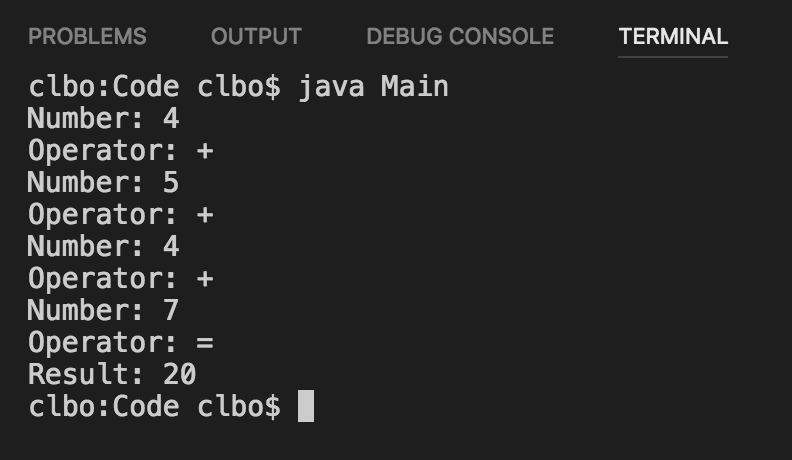 PROBLEMS OUTPUT DEBUG CONSOLE TERMINAL
clbo:Code clbo$ java Main
Number: 4
Operator: +
Number: 5
Operator: +
Number: 4
Operator: +
Number: 7
Operator: =
Result: 20
clbo:Code clbo$